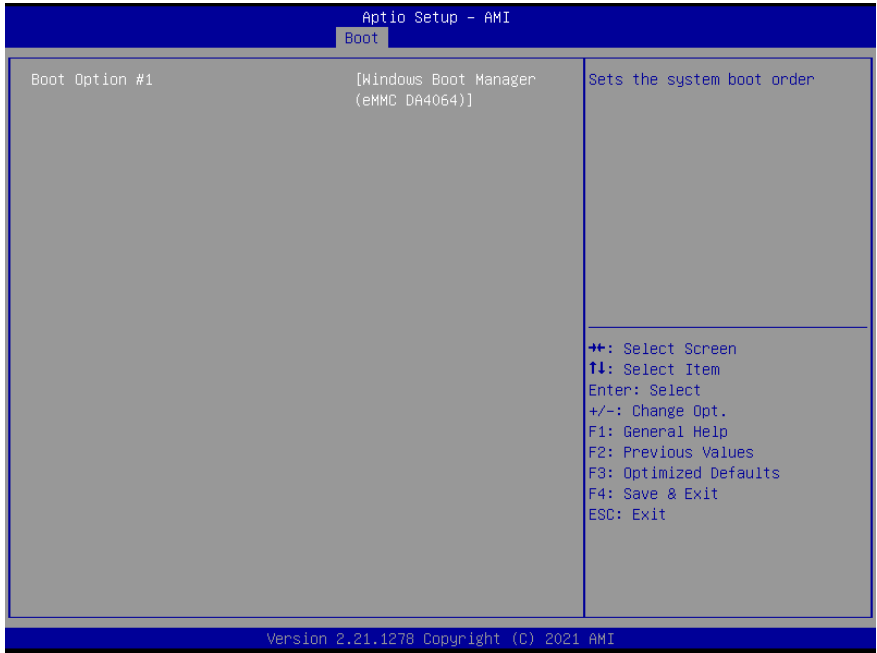 Aptio Setup - AMI
Boot
Boot Option #1 [Windows Boot Manager
(eMMC DA4064)]
Sets the system boot order
→←: Select Screen
↑↓: Select Item
Enter: Select
+/-: Change Opt.
F1: General Help
F2: Previous Values
F3: Optimized Defaults
F4: Save & Exit
ESC: Exit
Version 2.21.1278 Copyright (C) 2021 AMI